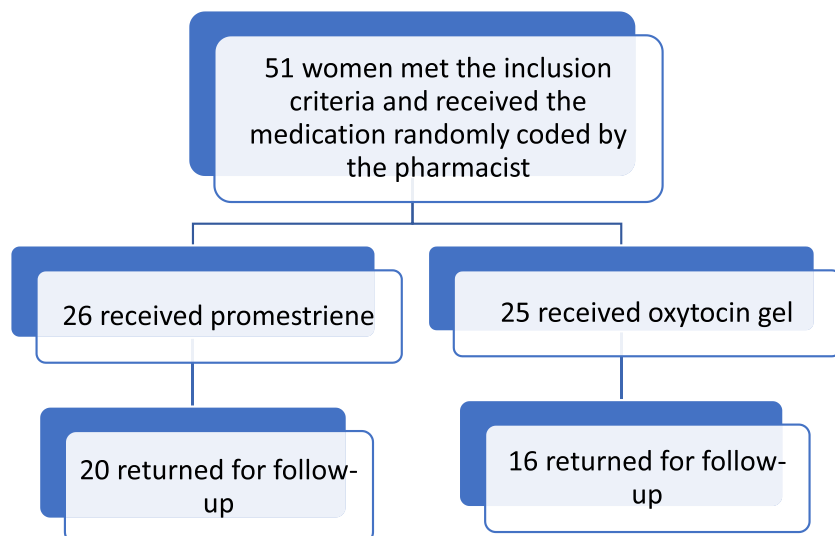 51 women met the inclusion
criteria and received the
medication randomly coded by
the pharmacist
26 received promestriene
25 received oxytocin gel
20 returned for follow-
up
16 returned for follow-
up